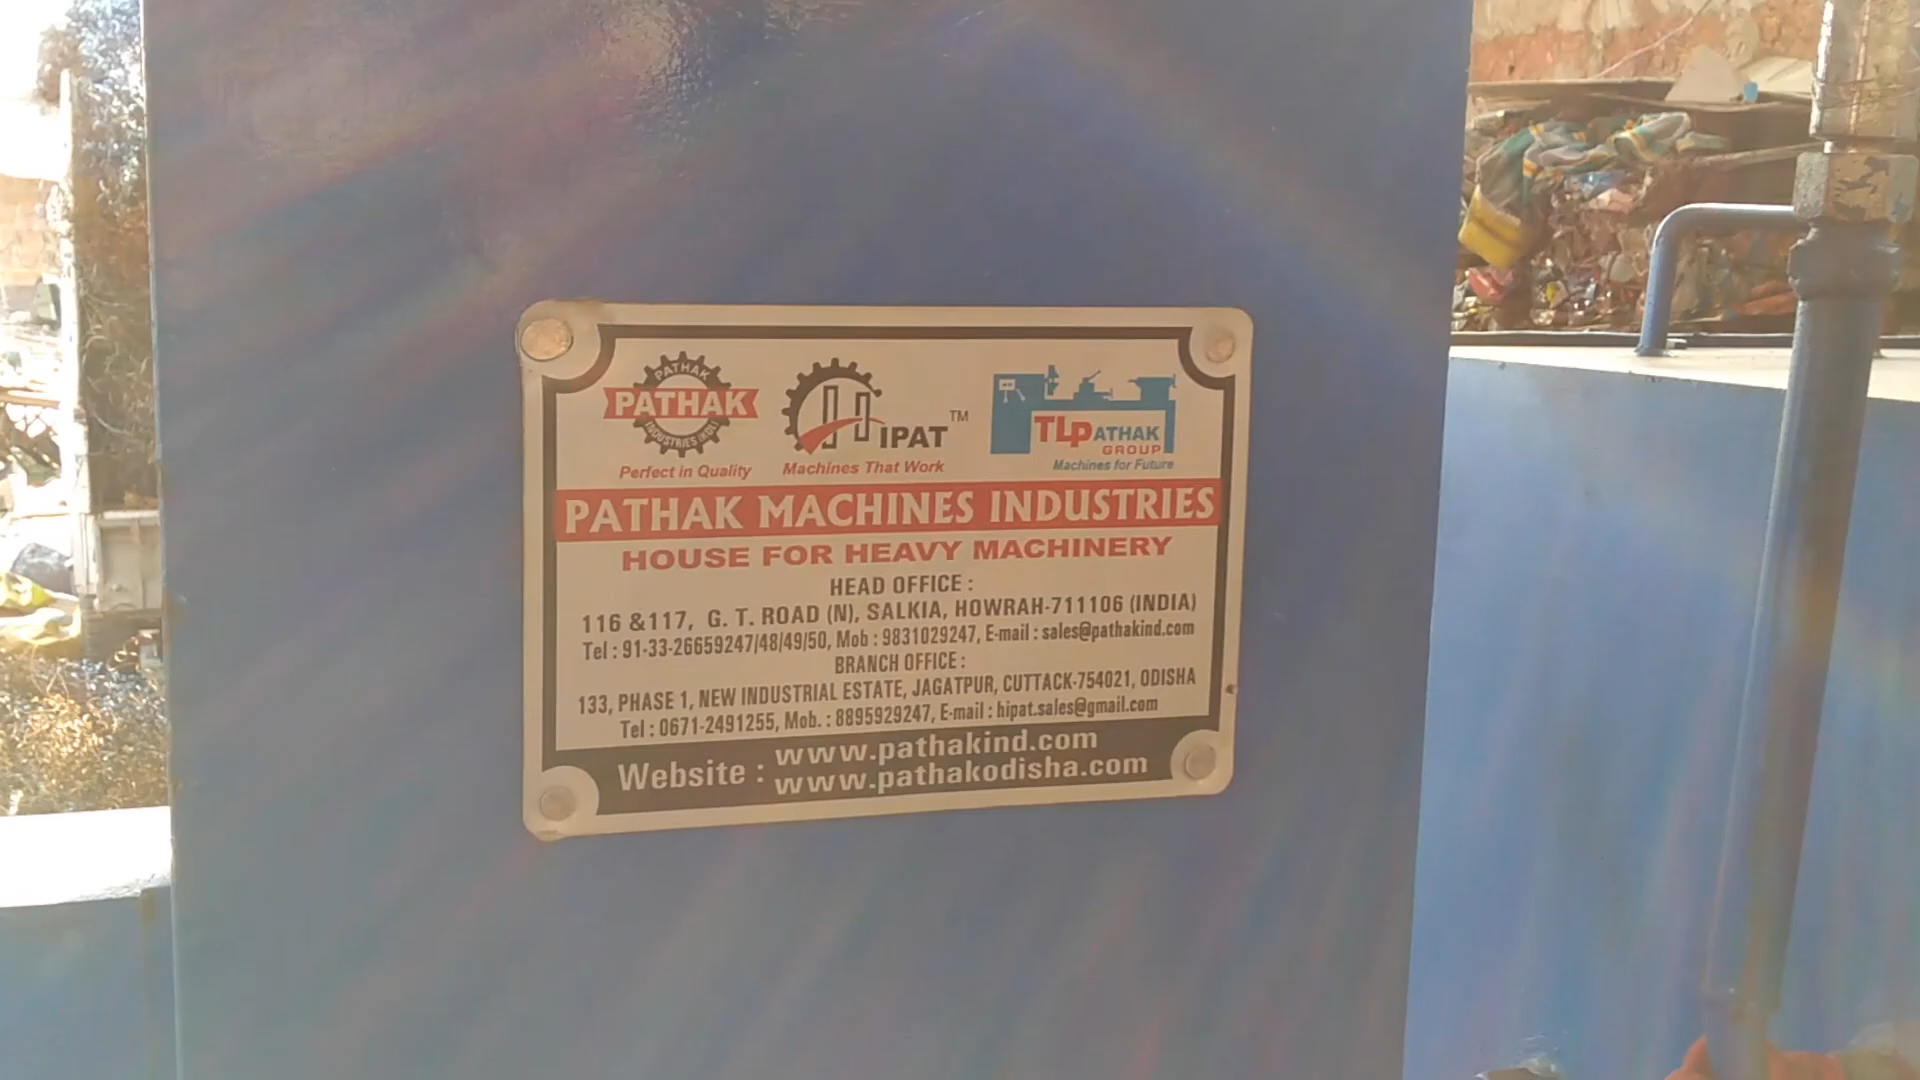 PATHAK
PATHAK
INDUSTRIES (KOL)
Perfect in Quality
HIPAT™
Machines That Work
TLPATHAK
GROUP
Machines for Future
PATHAK MACHINES INDUSTRIES
HOUSE FOR HEAVY MACHINERY
HEAD OFFICE :
116 &117, G. T. ROAD (N), SALKIA, HOWRAH-711106 (INDIA)
Tel : 91-33-26659247/48/49/50, Mob : 9831029247, E-mail : sales@pathakind.com
BRANCH OFFICE :
133, PHASE 1, NEW INDUSTRIAL ESTATE, JAGATPUR, CUTTACK-754021, ODISHA
Tel : 0671-2491255, Mob. : 8895929247, E-mail : hipat.sales@gmail.com
Website : www.pathakind.com
www.pathakodisha.com